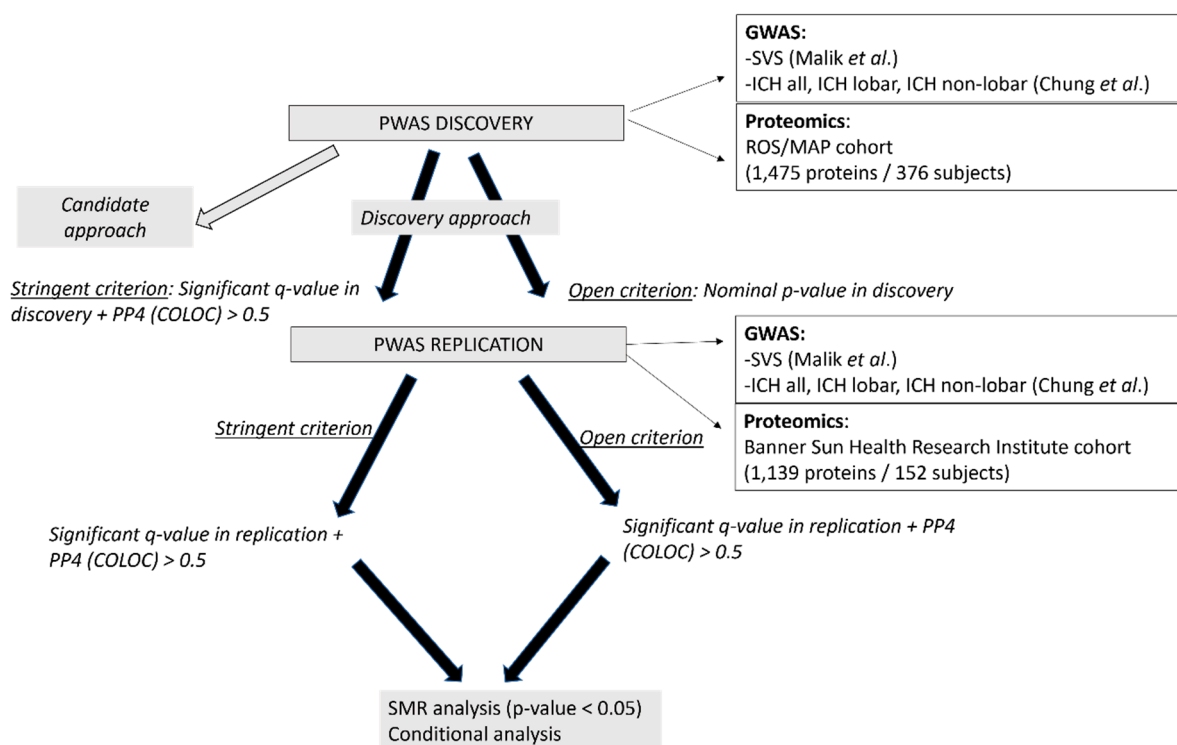 GWAS:
-SVS (Malik et al.)
-ICH all, ICH lobar, ICH non-lobar (Chung et al.)
PWAS DISCOVERY
Proteomics:
ROS/MAP cohort
(1,475 proteins / 376 subjects)
Candidate
approach
Discovery approach
Stringent criterion: Significant q-value in
discovery + PP4 (COLOC) > 0.5
Open criterion: Nominal p-value in discovery
PWAS REPLICATION
GWAS:
-SVS (Malik et al.)
-ICH all, ICH lobar, ICH non-lobar (Chung et al.)
Proteomics:
Banner Sun Health Research Institute cohort
(1,139 proteins / 152 subjects)
Stringent criterion
Open criterion
Significant q-value in replication +
PP4 (COLOC) > 0.5
Significant q-value in replication + PP4
(COLOC) > 0.5
SMR analysis (p-value < 0.05)
Conditional analysis